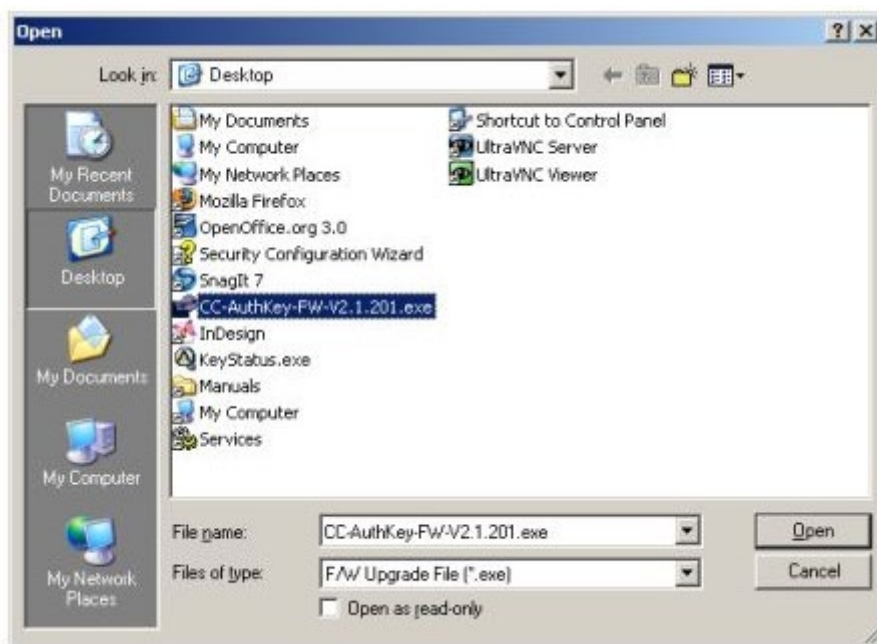 Open
Look in:
Desktop
My Recent
Documents
Desktop
My Documents
My Computer
My Network
Places
My Documents
My Computer
My Network Places
Mozilla Firefox
OpenOffice.org 3.0
Security Configuration Wizard
SnagIt 7
CC-AuthKey-FW-V2.1.201.exe
InDesign
KeyStatus.exe
Manuals
My Computer
Services
Shortcut to Control Panel
UltraVNC Server
UltraVNC Viewer
File name:
CC-AuthKey-FW-V2.1.201.exe
Open
Files of type:
F/W Upgrade File (*.exe)
Cancel
Open as read-only